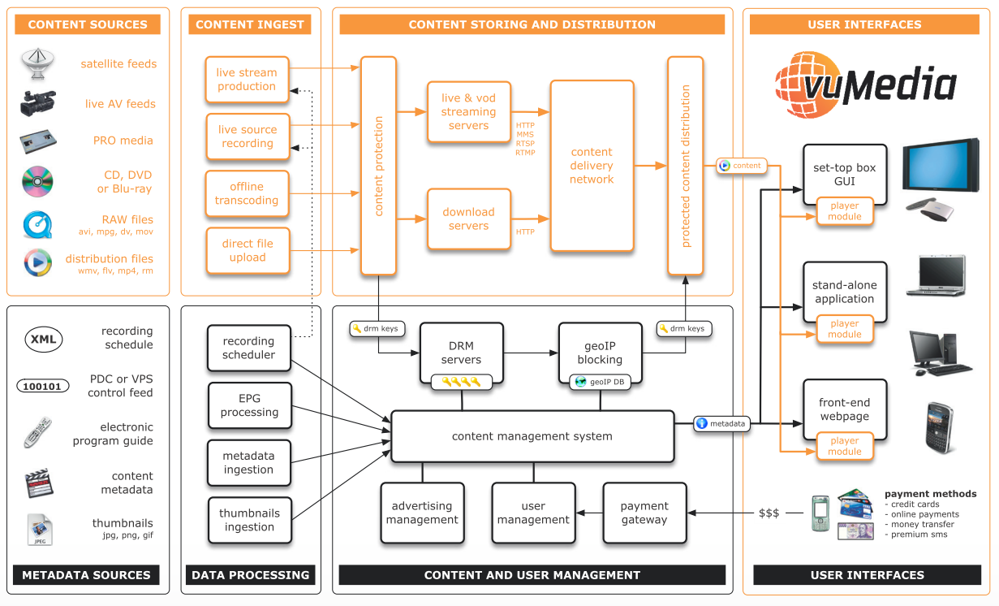 CONTENT SOURCES
satellite feeds
live AV feeds
PRO media
CD, DVD
or Blu-ray
RAW files
avi, mpg, dv, mov
distribution files
wmv, flv, mp4, rm
CONTENT INGEST
live stream
production
live source
recording
offline
transcoding
direct file
upload
CONTENT STORING AND DISTRIBUTION
content protection
live & vod
streaming
servers
HTTP
MMS
RTSP
RTMP
download
servers
HTTP
content
delivery
network
protected content distribution
content
USER INTERFACES
vuMedia
set-top box
GUI
player
module
stand-alone
application
player
module
front-end
webpage
player
module
XML
recording
schedule
100101
PDC or VPS
control feed
electronic
program guide
content
metadata
JPEG
thumbnails
jpg, png, gif
METADATA SOURCES
recording
scheduler
EPG
processing
metadata
ingestion
thumbnails
ingestion
DATA PROCESSING
drm keys
DRM
servers
geoIP
blocking
geoIP DB
drm keys
content management system
metadata
advertising
management
user
management
payment
gateway
$$$
CONTENT AND USER MANAGEMENT
payment methods
- credit cards
- online payments
- money transfer
- premium sms
USER INTERFACES